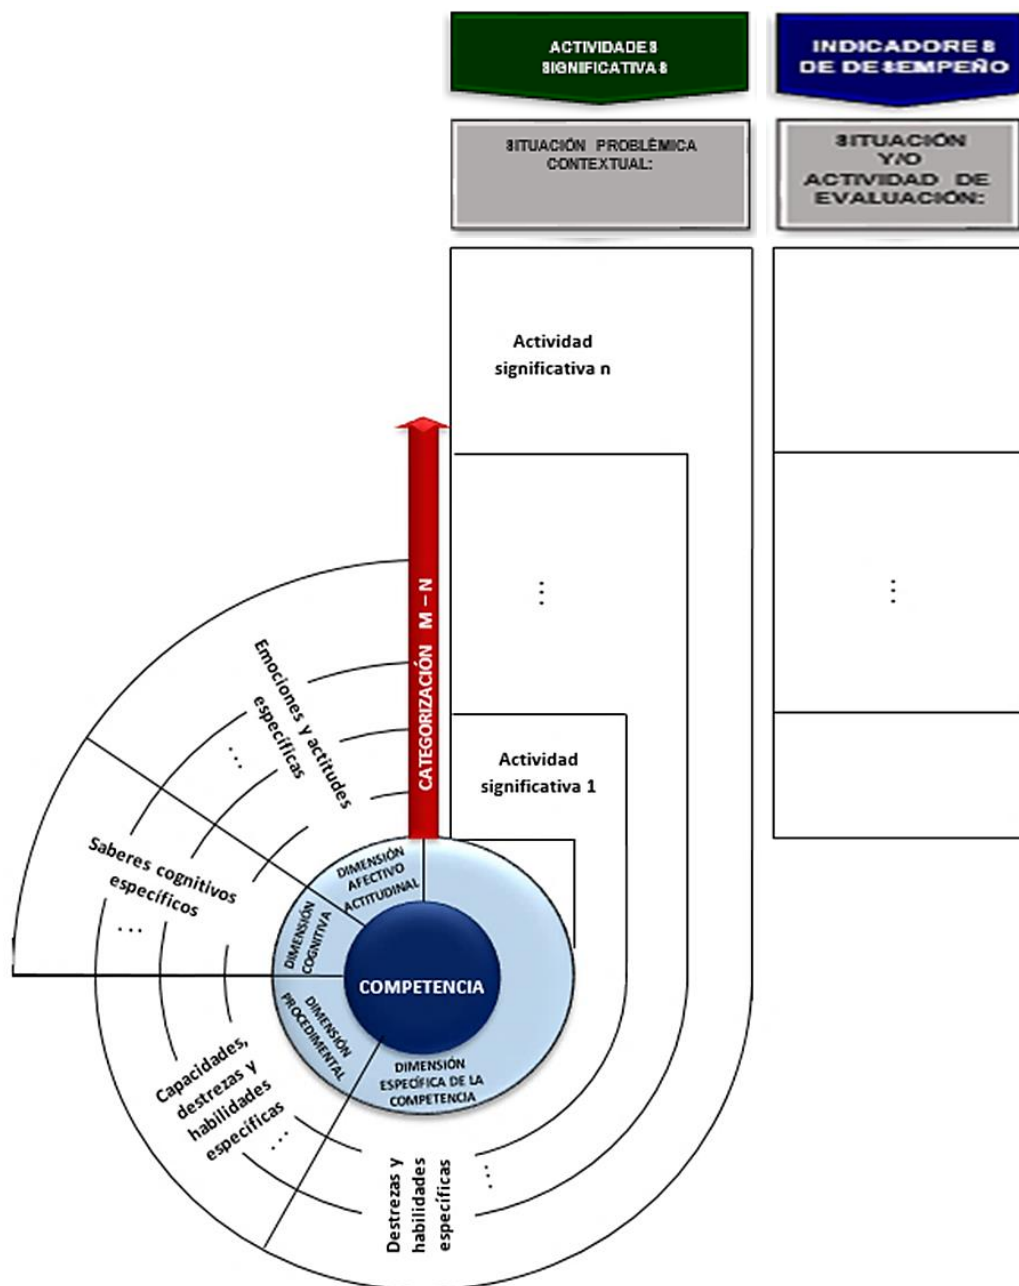 ACTIVIDADES
SIGNIFICATIVAS
INDICADORES
DE DESEMPEÑO
SITUACIÓN PROBLÉMICA
CONTEXTUAL:
SITUACIÓN
Y/O
ACTIVIDAD DE
EVALUACIÓN:
Actividad
significativa n
⋮
⋮
CATEGORIZACIÓN M – N
Actividad
significativa 1
Emociones y actitudes
específicas
....
Saberes cognitivos
específicos
...
Capacidades,
destrezas y
habilidades
específicas
...
Destrezas y
habilidades
específicas
...
DIMENSIÓN
AFECTIVO
ACTITUDINAL
DIMENSIÓN
COGNITIVA
DIMENSIÓN
PROCEDIMENTAL
DIMENSIÓN
ESPECÍFICA DE LA
COMPETENCIA
COMPETENCIA